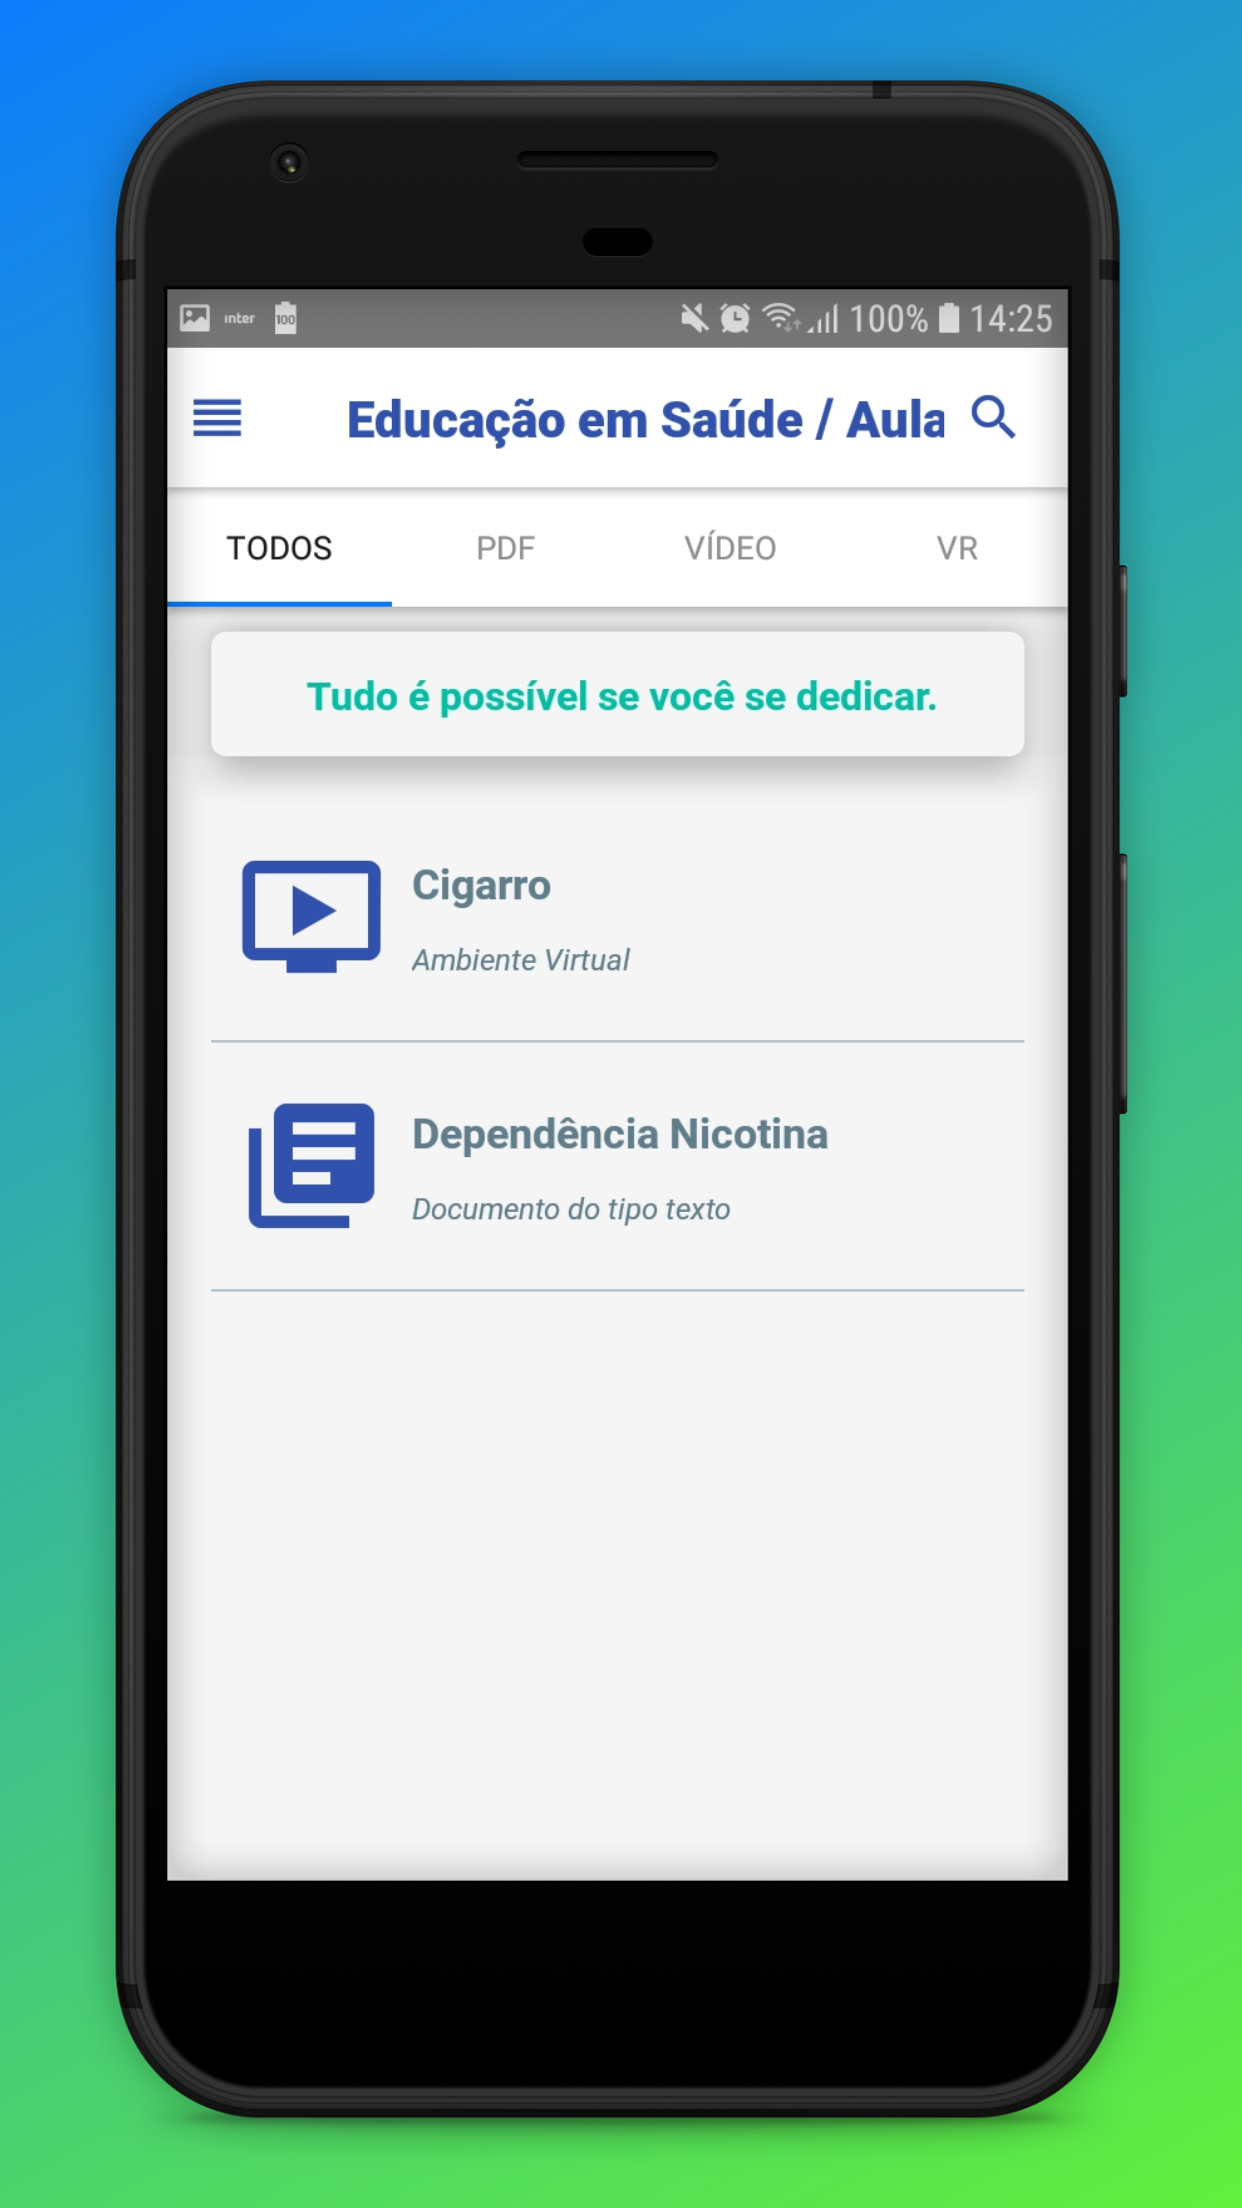 inter 100 100% 14:25
Educação em Saúde / Aula
TODOS PDF VÍDEO VR
Tudo é possível se você se dedicar.
Cigarro
Ambiente Virtual
Dependência Nicotina
Documento do tipo texto